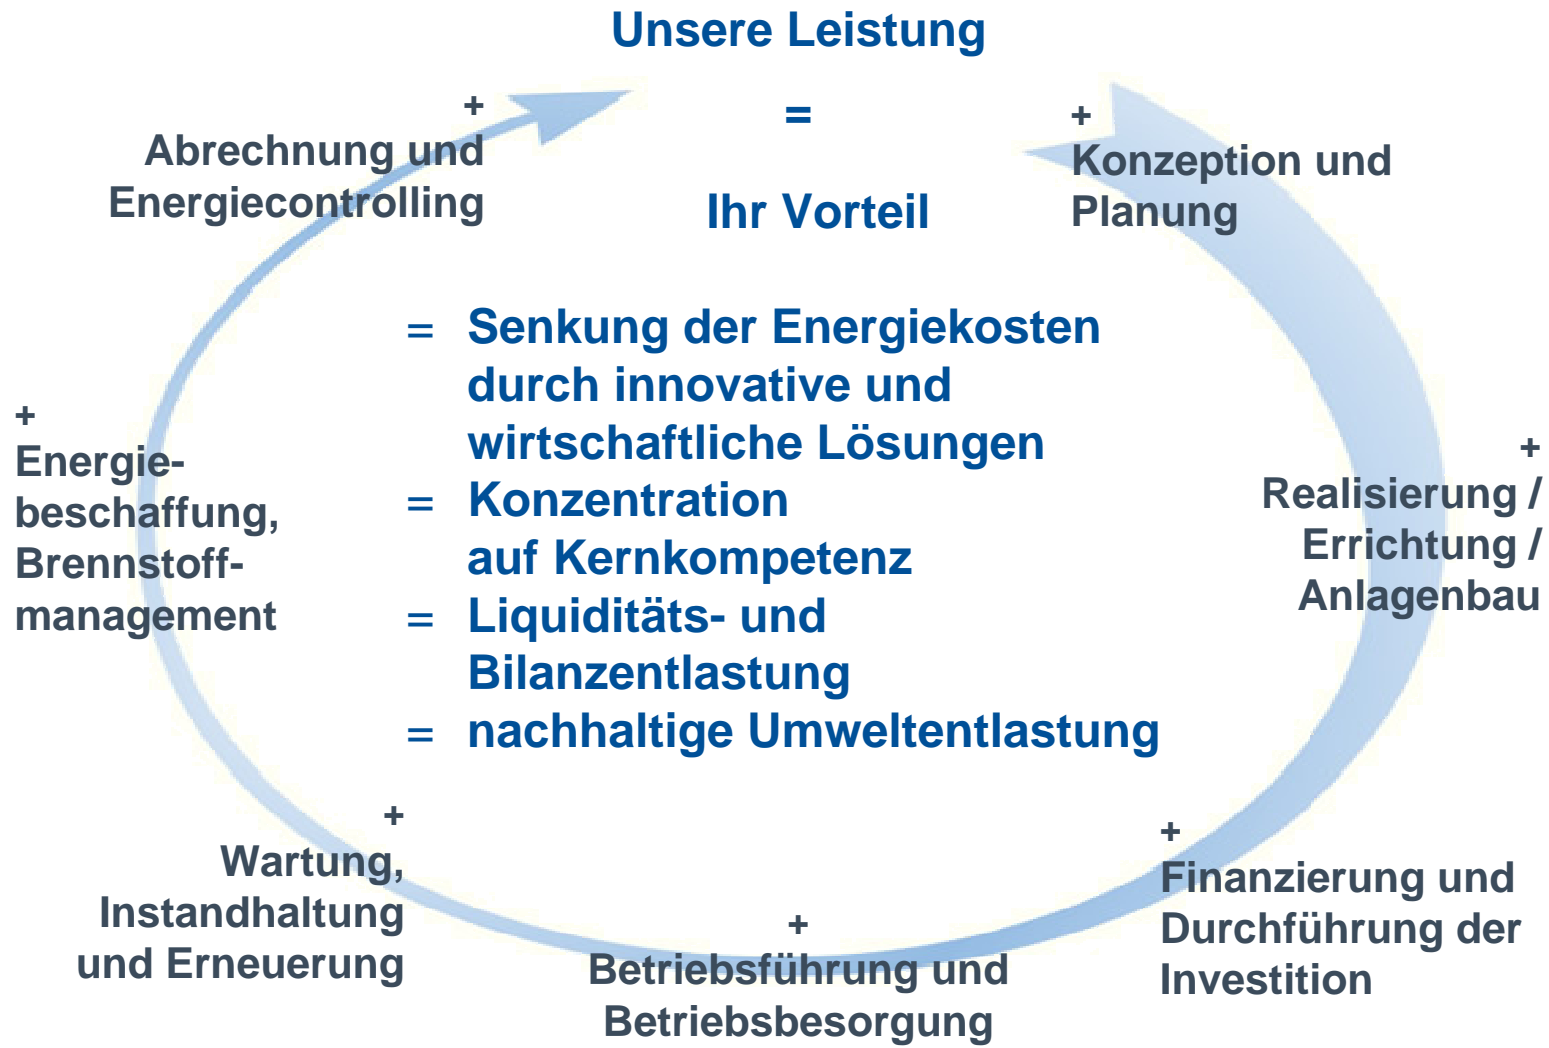 Unsere Leistung
=
Ihr Vorteil
+
Konzeption und
Planung
+
Realisierung /
Errichtung /
Anlagenbau
+
Finanzierung und
Durchführung der
Investition
+
Betriebsführung und
Betriebsbesorgung
+
Wartung,
Instandhaltung
und Erneuerung
+
Energie-
beschaffung,
Brennstoff-
management
+
Abrechnung und
Energiecontrolling
= Senkung der Energiekosten
durch innovative und
wirtschaftliche Lösungen
= Konzentration
auf Kernkompetenz
= Liquiditäts- und
Bilanzentlastung
= nachhaltige Umweltentlastung